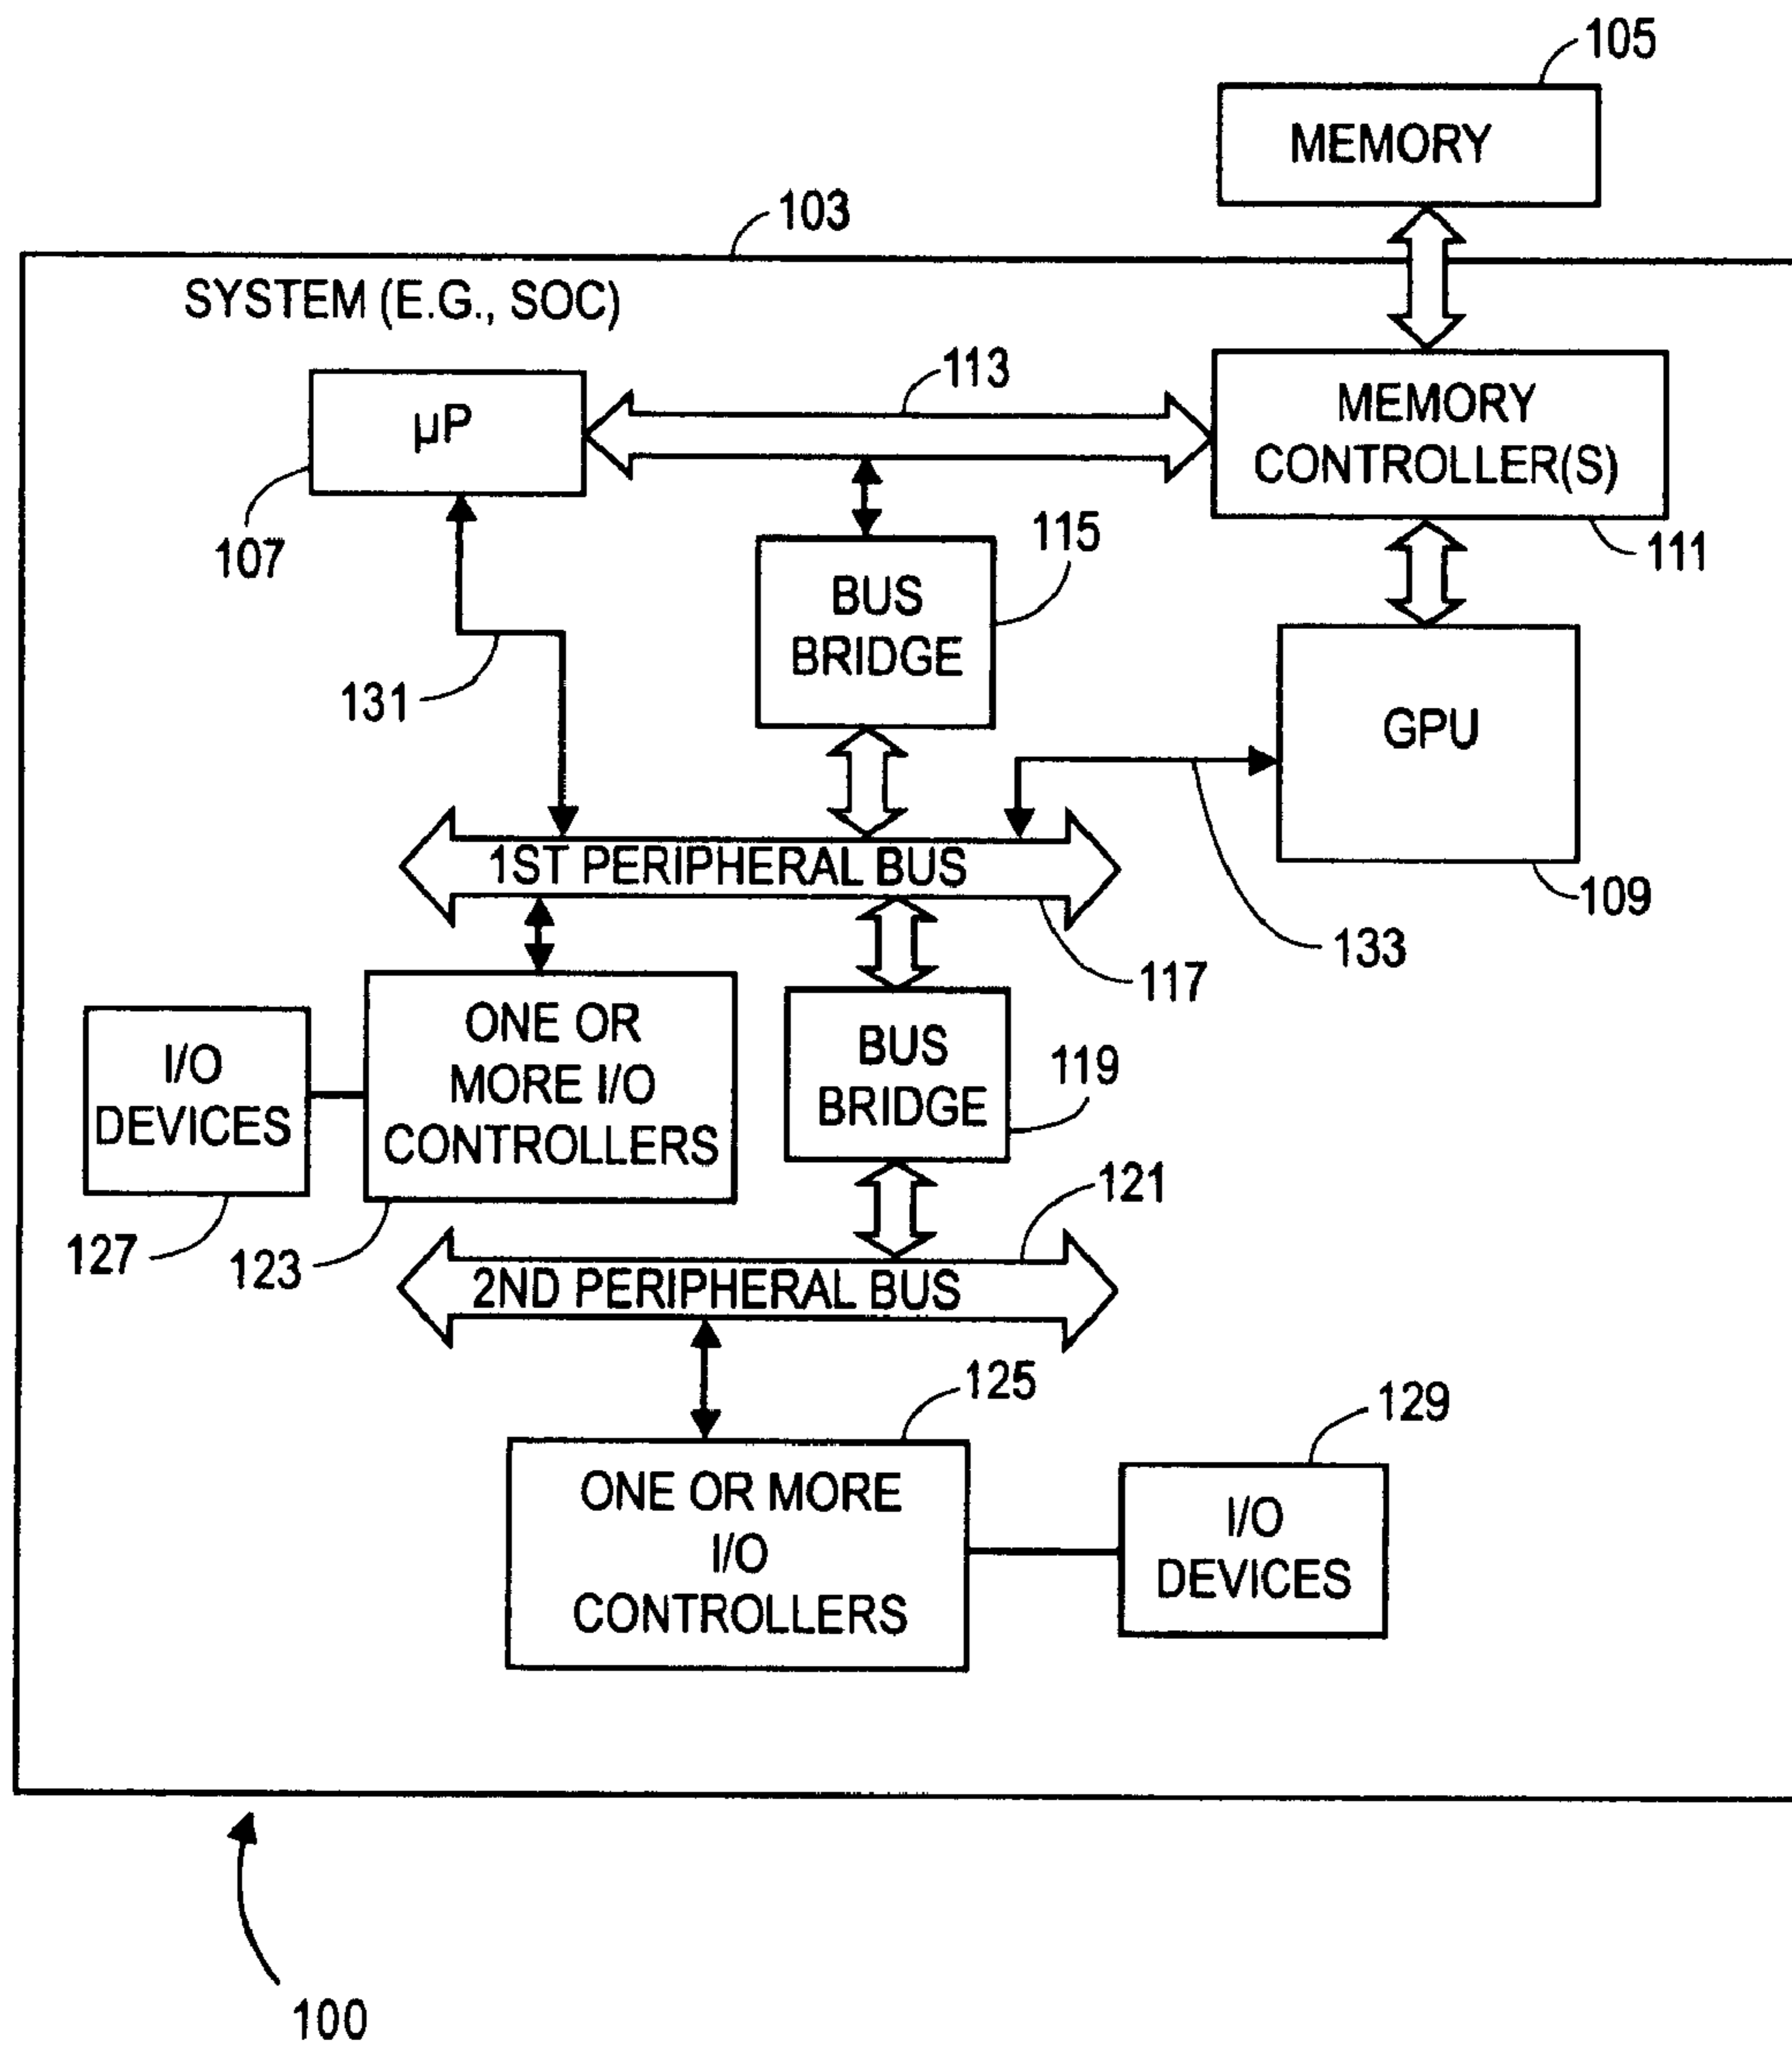 105
MEMORY
103
SYSTEM (E.G., SOC)
113
µP
MEMORY
CONTROLLER(S)
107
115
111
BUS
BRIDGE
131
GPU
1ST PERIPHERAL BUS
109
133
117
ONE OR
MORE I/O
CONTROLLERS
I/O
DEVICES
BUS
BRIDGE
119
127
123
121
2ND PERIPHERAL BUS
125
129
ONE OR MORE
I/O
CONTROLLERS
I/O
DEVICES
100